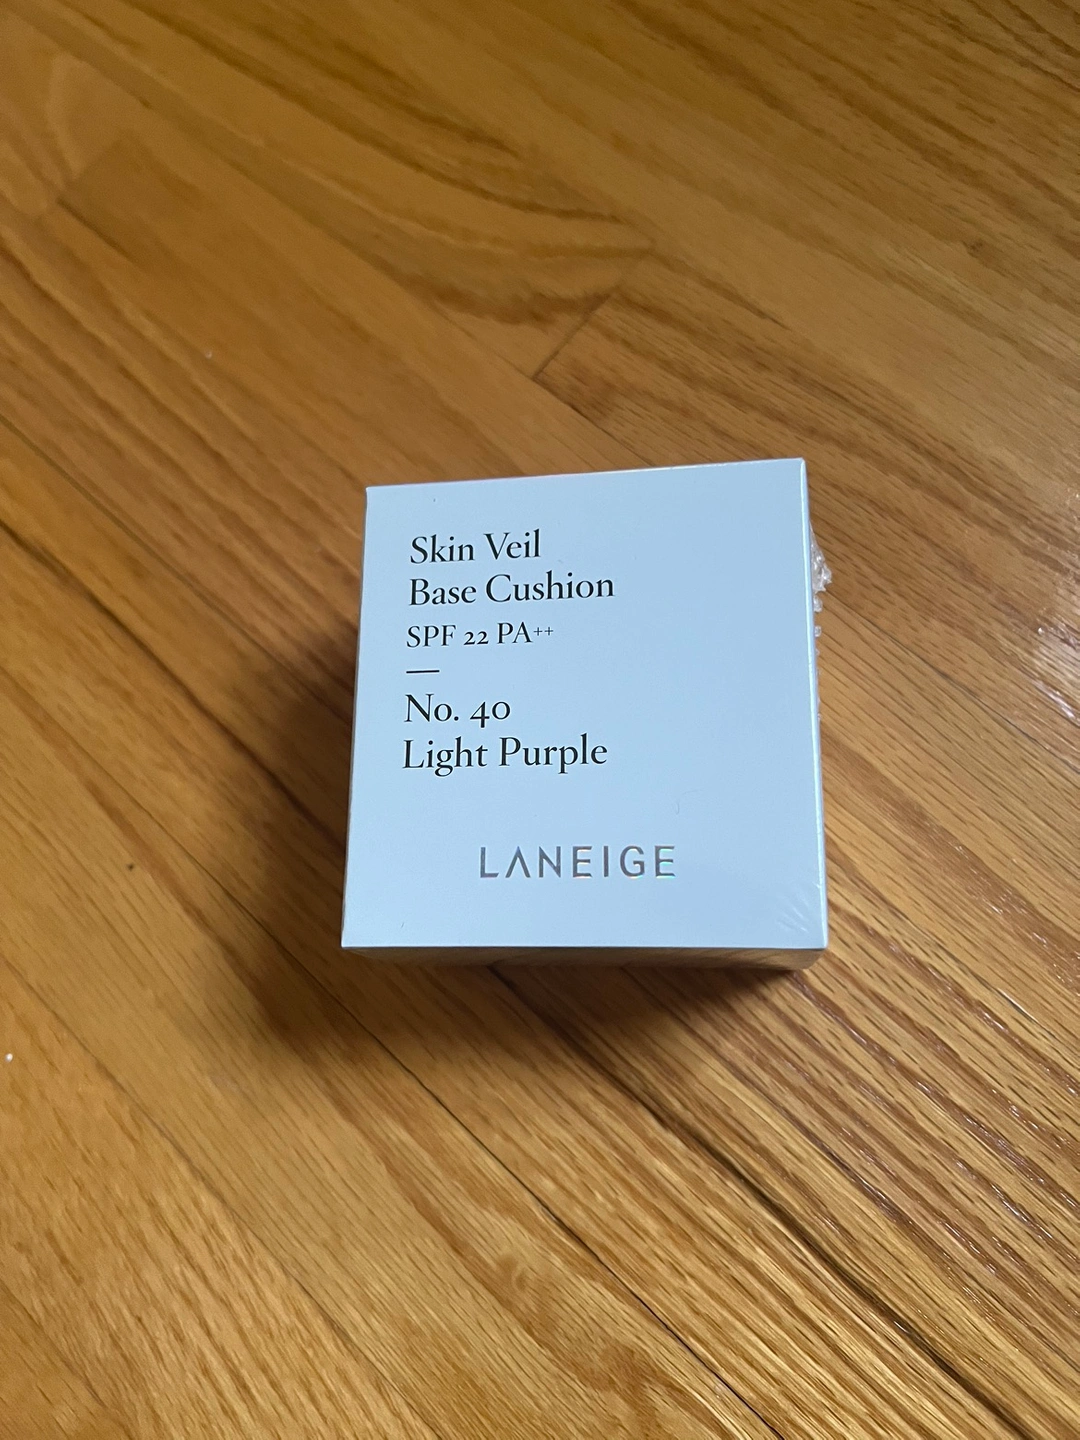 Skin Veil
Base Cushion
SPF 22 PA++
—
No. 40
Light Purple
LANEIGE